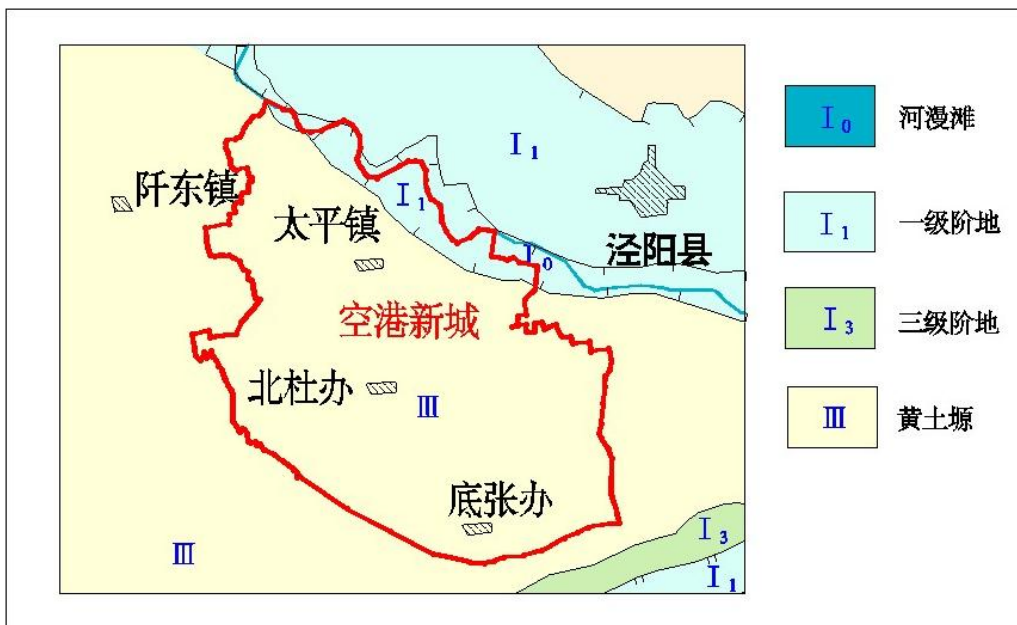 Ⅰ₁
阡东镇
太平镇
Ⅰ₁
Ⅰ₀
泾阳县
空港新城
北杜办
Ⅲ
底张办
Ⅲ
Ⅰ₃
Ⅰ₁
Ⅰ₀ 河漫滩
Ⅰ₁ 一级阶地
Ⅰ₃ 三级阶地
Ⅲ 黄土塬